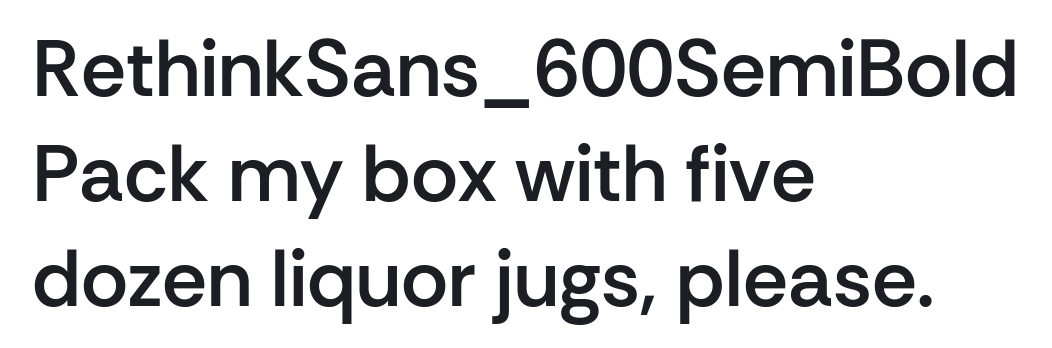 RethinkSans_600SemiBold
Pack my box with five
dozen liquor jugs, please.